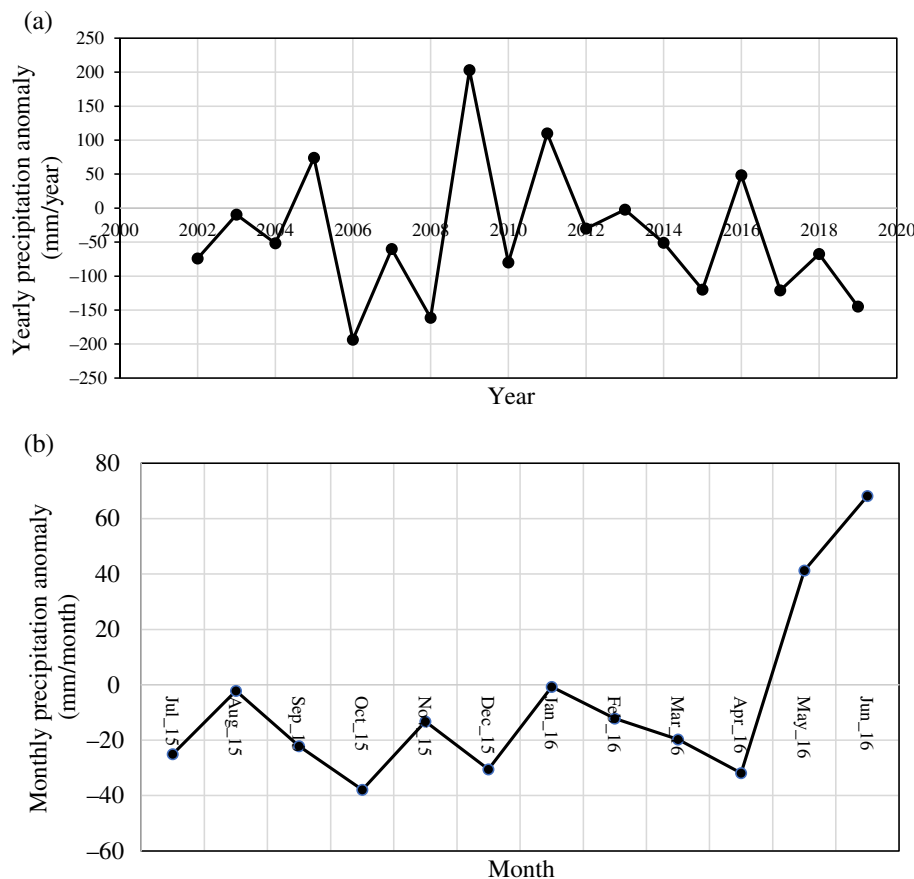 (a)
Yearly precipitation anomaly
(mm/year)
250
200
150
100
50
0
−50
−100
−150
−200
−250
2000 2002 2004 2006 2008 2010 2012 2014 2016 2018 2020
Year
(b)
Monthly precipitation anomaly
(mm/month)
80
60
40
20
0
−20
−40
−60
Jul_15
Aug_15
Sep_15
Oct_15
Nov_15
Dec_15
Jan_16
Feb_16
Mar_16
Apr_16
May_16
Jun_16
Month